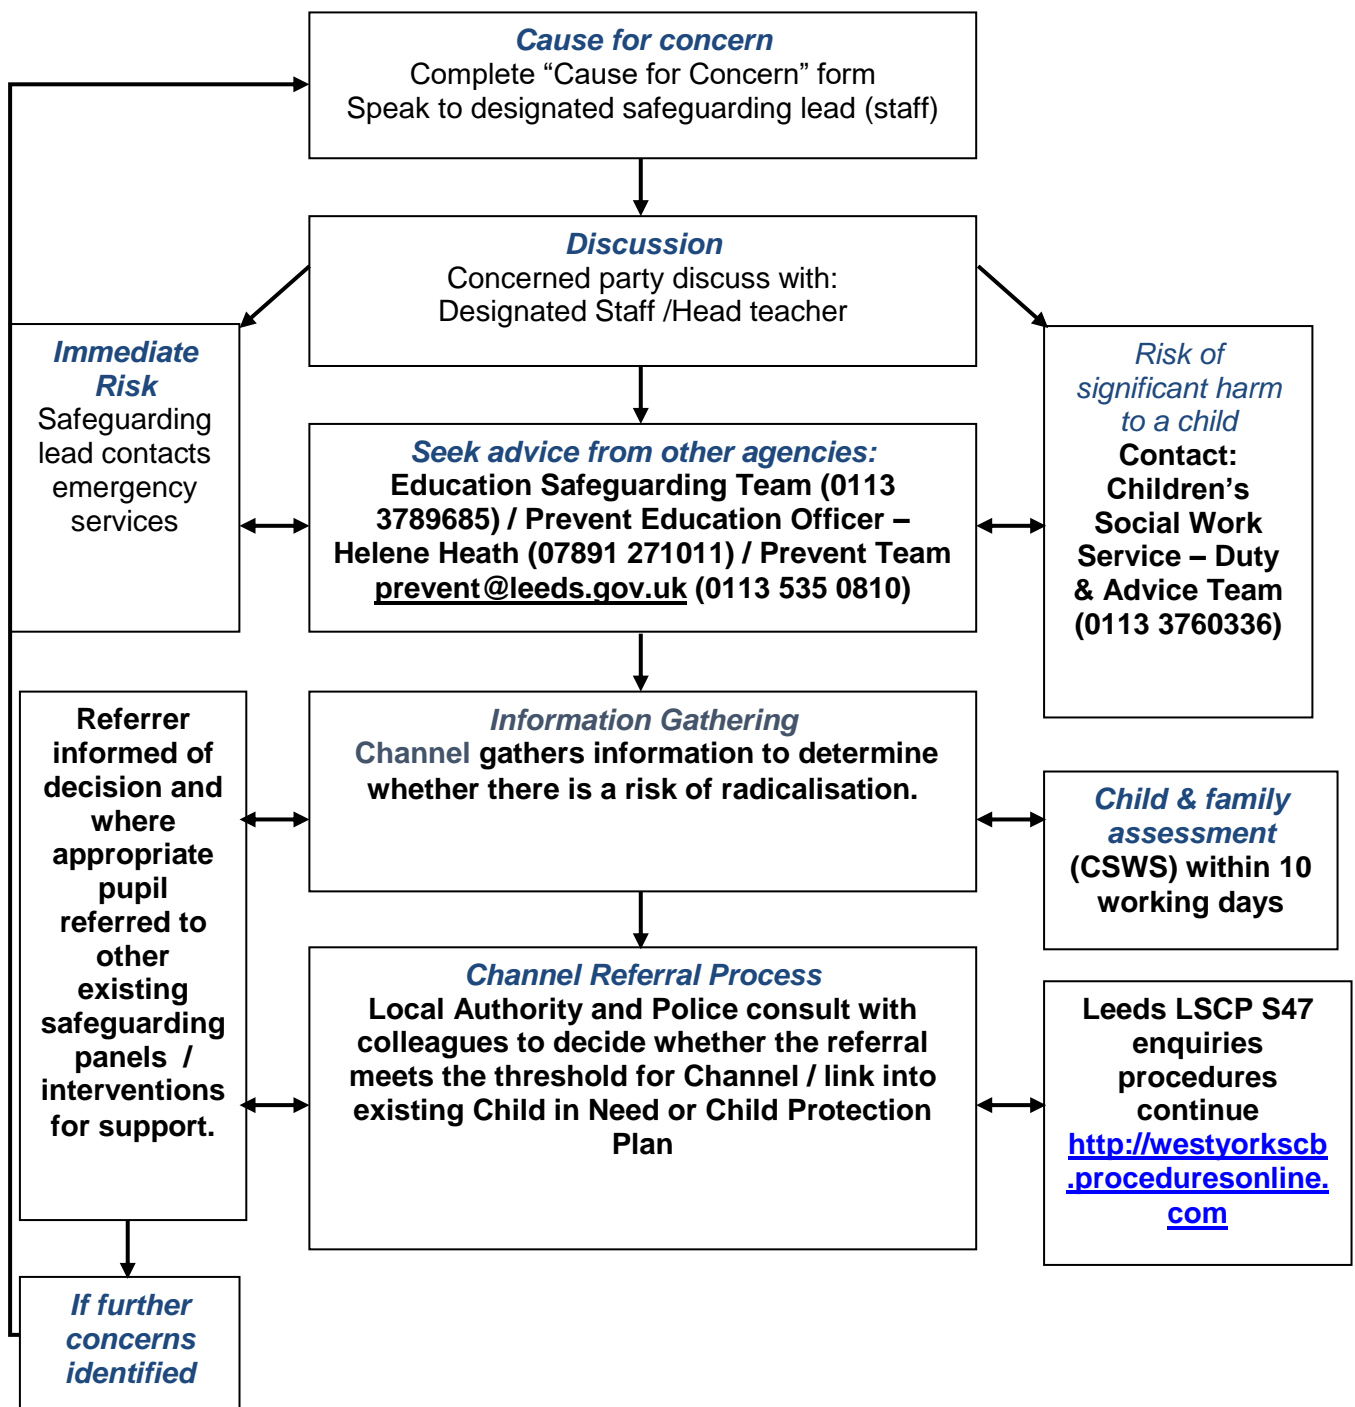 Cause for concern
Complete “Cause for Concern” form
Speak to designated safeguarding lead (staff)
Discussion
Concerned party discuss with:
Designated Staff /Head teacher
Immediate
Risk
Safeguarding
lead contacts
emergency
services
Seek advice from other agencies:
Education Safeguarding Team (0113
3789685) / Prevent Education Officer –
Helene Heath (07891 271011) / Prevent Team
prevent@leeds.gov.uk (0113 535 0810)
Risk of
significant harm
to a child
Contact:
Children’s
Social Work
Service – Duty
& Advice Team
(0113 3760336)
Referrer
informed of
decision and
where
appropriate
pupil
referred to
other
existing
safeguarding
panels /
interventions
for support.
Information Gathering
Channel gathers information to determine
whether there is a risk of radicalisation.
Child & family
assessment
(CSWS) within 10
working days
Channel Referral Process
Local Authority and Police consult with
colleagues to decide whether the referral
meets the threshold for Channel / link into
existing Child in Need or Child Protection
Plan
Leeds LSCP S47
enquiries
procedures
continue
http://westyorkscb
.proceduresonline.
com
If further
concerns
identified